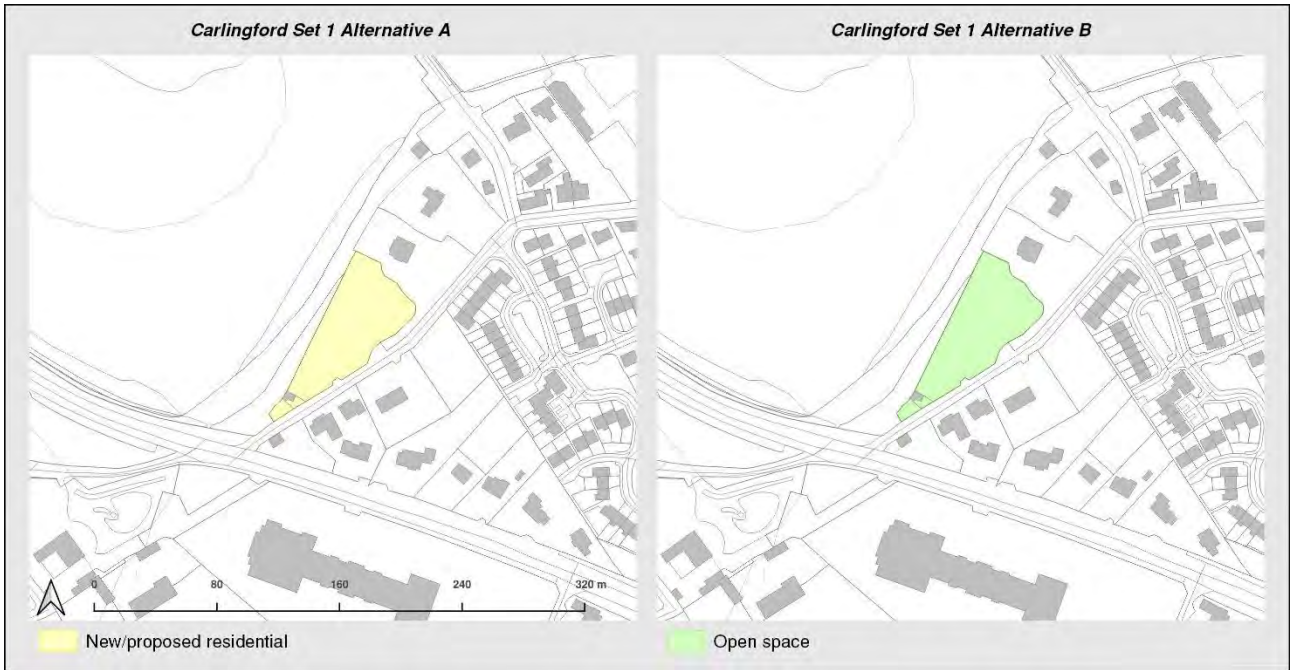 Carlingford Set 1 Alternative A
Carlingford Set 1 Alternative B
0 80 160 240 320 m
New/proposed residential
Open space